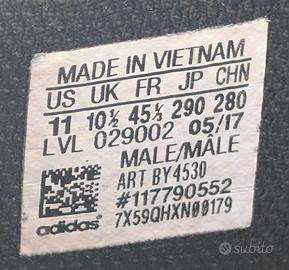 MADE IN VIETNAM
US UK FR JP CHN
11 10½ 45⅓ 290 280
LVL 029002 05/17
MALE/MÂLE
ART BY4530
#117790552
adidas 7X59QHXN00179
subito